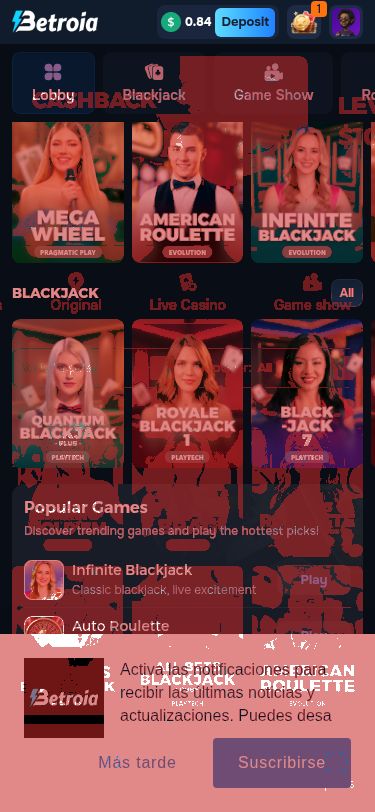 Betroia
$ 0.84 Deposit
1
Lobby Blackjack Game Show
CASHBACK
MEGA WHEEL
PRAGMATIC PLAY
AMERICAN ROULETTE
EVOLUTION
INFINITE BLACKJACK
EVOLUTION
BLACKJACK All
Original Live Casino Game show
QUANTUM BLACKJACK
PLUS
PLAYTECH
ROYALE BLACKJACK 1
PLAYTECH
BLACK
-JACK
7
PLAYTECH
Popular Games
Discover trending games and play the hottest picks!
Infinite Blackjack
Classic blackjack, live excitement
Play
Auto Roulette
Betroia
Activa las notificaciones para
recibir las últimas noticias y
actualizaciones. Puedes desa
Más tarde Suscribirse